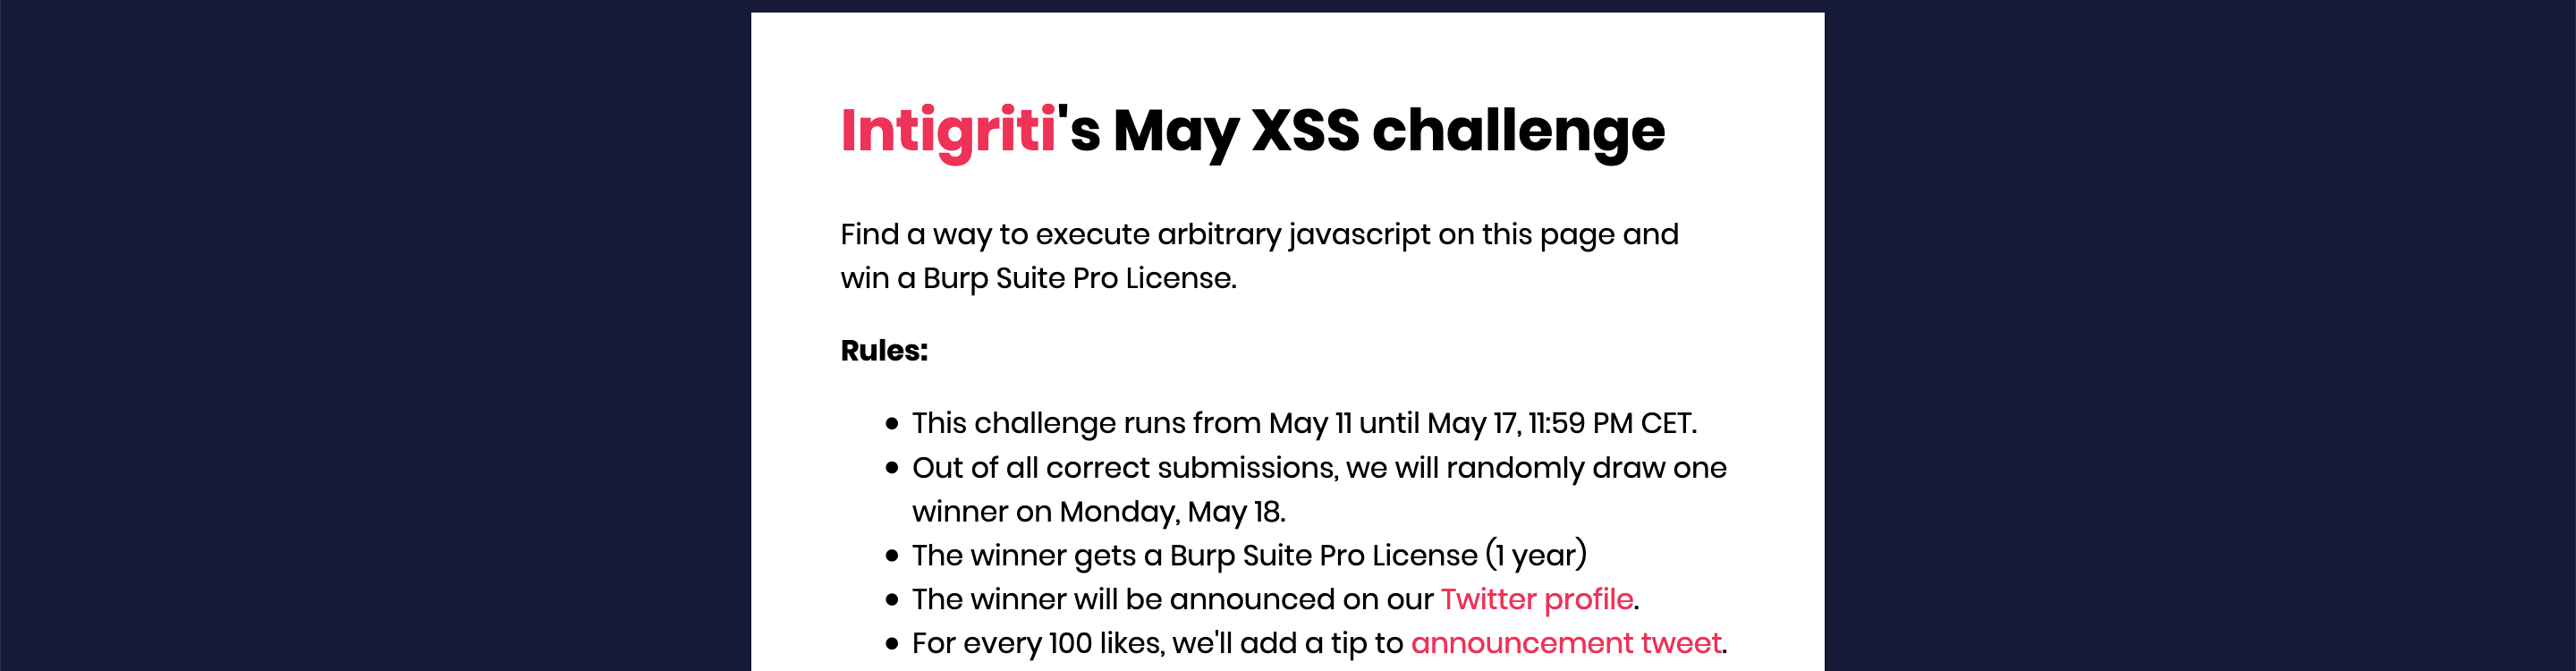 Intigriti's May XSS challenge
Find a way to execute arbitrary javascript on this page and
win a Burp Suite Pro License.
Rules:
• This challenge runs from May 11 until May 17, 11:59 PM CET.
• Out of all correct submissions, we will randomly draw one
winner on Monday, May 18.
• The winner gets a Burp Suite Pro License (1 year)
• The winner will be announced on our Twitter profile.
• For every 100 likes, we'll add a tip to announcement tweet.